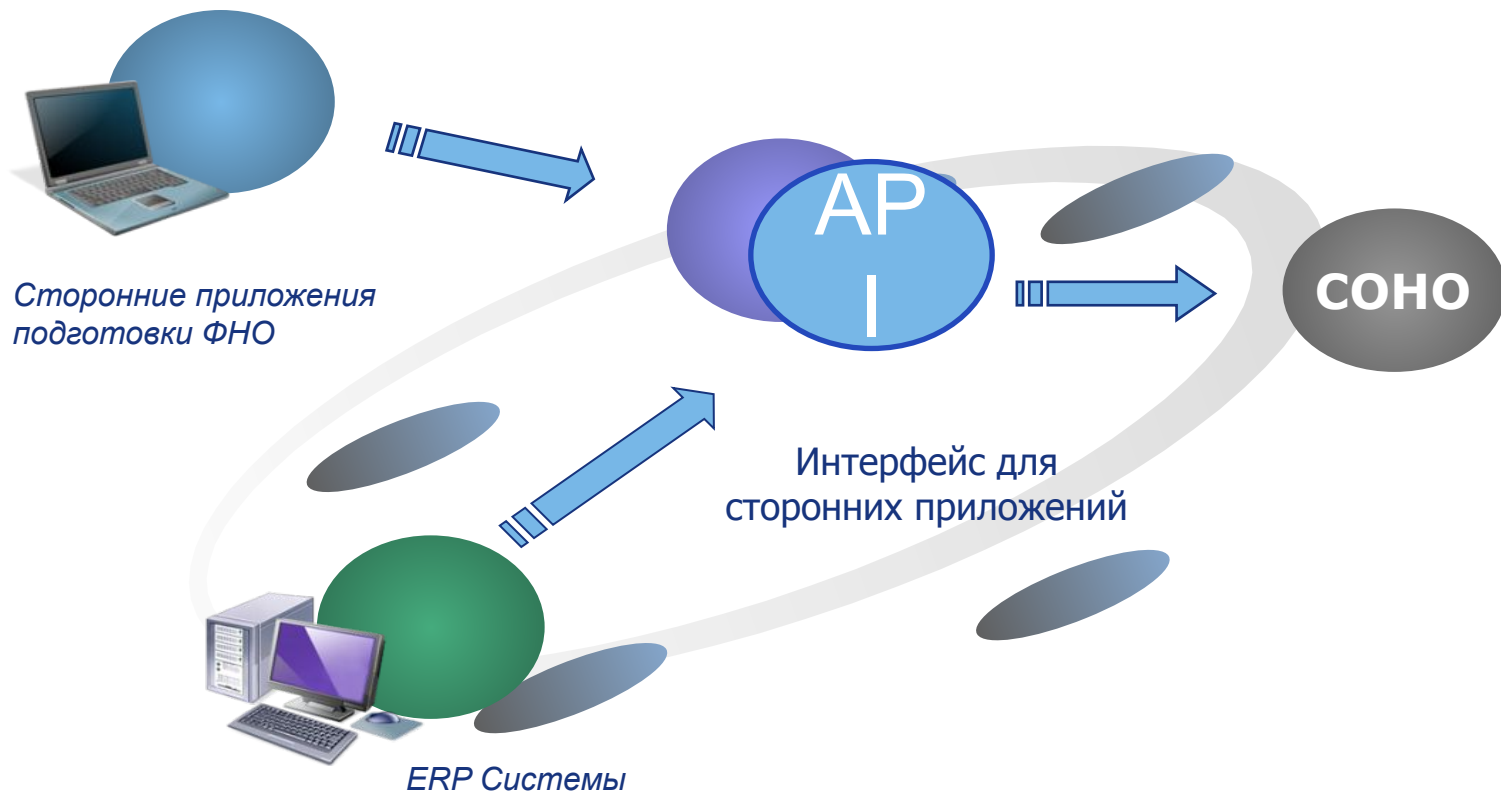 AP
I
СОНО
Сторонние приложения
подготовки ФНО
Интерфейс для
сторонних приложений
ERP Системы